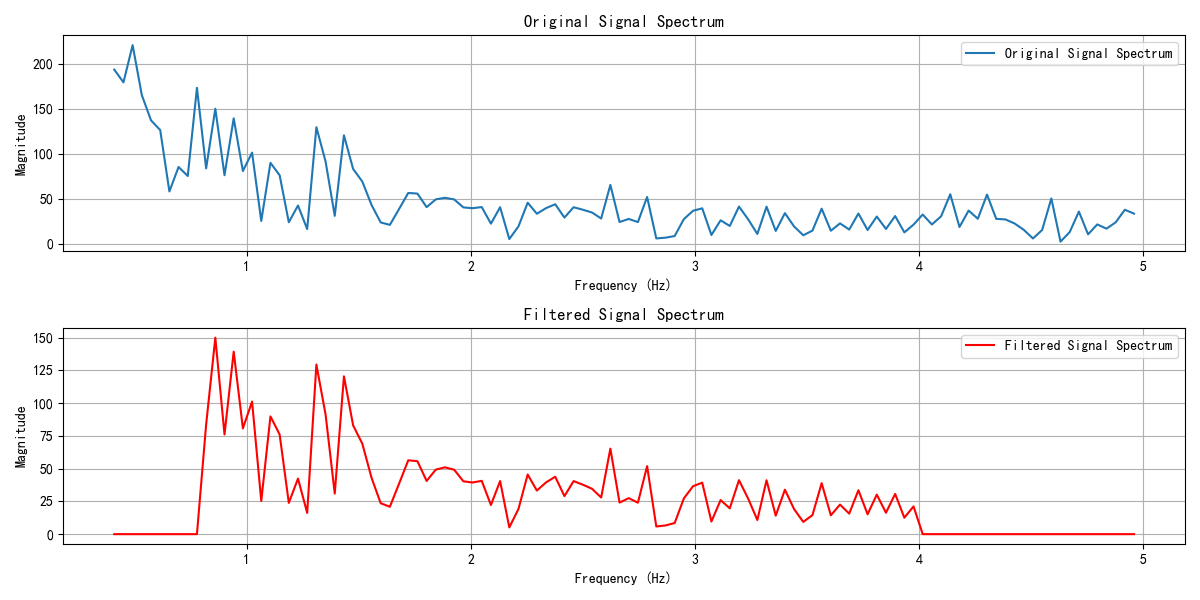 Original Signal Spectrum
Original Signal Spectrum
200
150
100
50
0
Magnitude
1 2 3 4 5
Frequency (Hz)
Filtered Signal Spectrum
Filtered Signal Spectrum
150
125
100
75
50
25
0
Magnitude
1 2 3 4 5
Frequency (Hz)